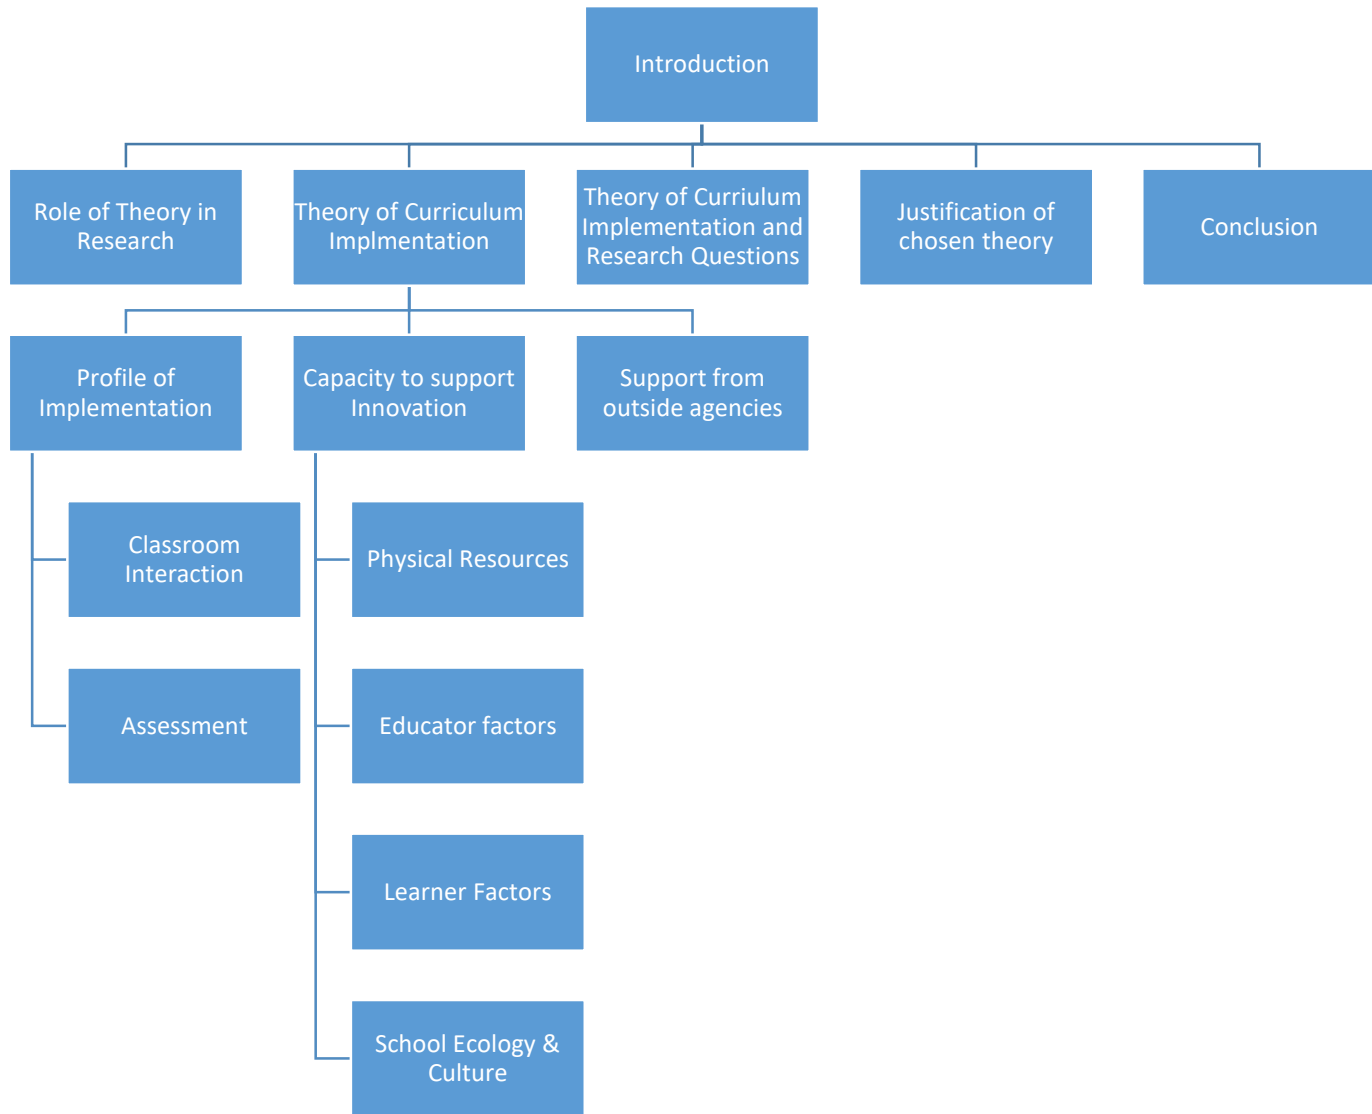 Introduction
Role of Theory in
Research
Theory of Curriculum
Implmentation
Theory of Curriulum
Implementation and
Research Questions
Justification of
chosen theory
Conclusion
Profile of
Implementation
Capacity to support
Innovation
Support from
outside agencies
Classroom
Interaction
Physical Resources
Assessment
Educator factors
Learner Factors
School Ecology &
Culture